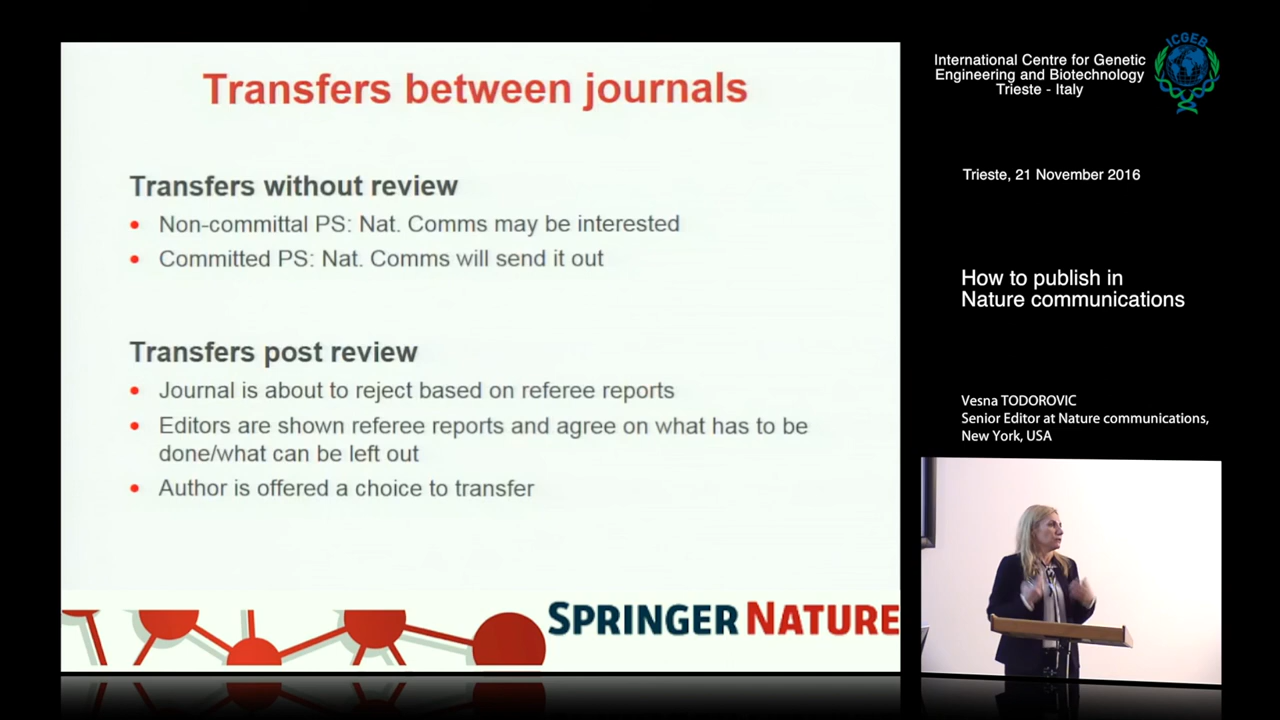 Transfers between journals
Transfers without review
• Non-committal PS: Nat. Comms may be interested
• Committed PS: Nat. Comms will send it out
Transfers post review
• Journal is about to reject based on referee reports
• Editors are shown referee reports and agree on what has to be
done/what can be left out
• Author is offered a choice to transfer
SPRINGER NATURE
International Centre for Genetic
Engineering and Biotechnology
Trieste - Italy
ICGEB
Trieste, 21 November 2016
How to publish in
Nature communications
Vesna TODOROVIC
Senior Editor at Nature communications,
New York, USA